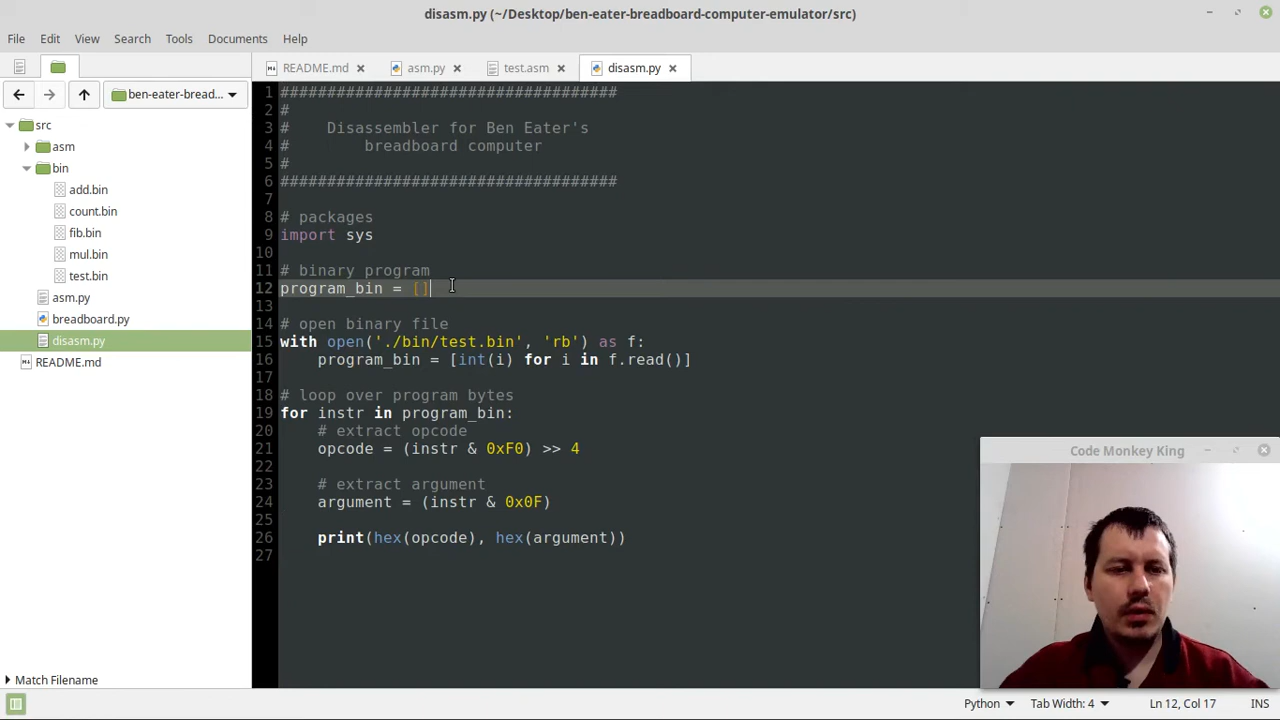 disasm.py (~/Desktop/ben-eater-breadboard-computer-emulator/src)
File Edit View Search Tools Documents Help
README.md asm.py test.asm disasm.py
ben-eater-bread...
src
asm
bin
add.bin
count.bin
fib.bin
mul.bin
test.bin
asm.py
breadboard.py
disasm.py
README.md
Match Filename
1 ####################################
2 #
3 # Disassembler for Ben Eater's
4 # breadboard computer
5 #
6 ####################################
7
8 # packages
9 import sys
10
11 # binary program
12 program_bin = []
13
14 # open binary file
15 with open('./bin/test.bin', 'rb') as f:
16 program_bin = [int(i) for i in f.read()]
17
18 # loop over program bytes
19 for instr in program_bin:
20 # extract opcode
21 opcode = (instr & 0xF0) >> 4
22
23 # extract argument
24 argument = (instr & 0x0F)
25
26 print(hex(opcode), hex(argument))
27
Code Monkey King
Python Tab Width: 4 Ln 12, Col 17 INS